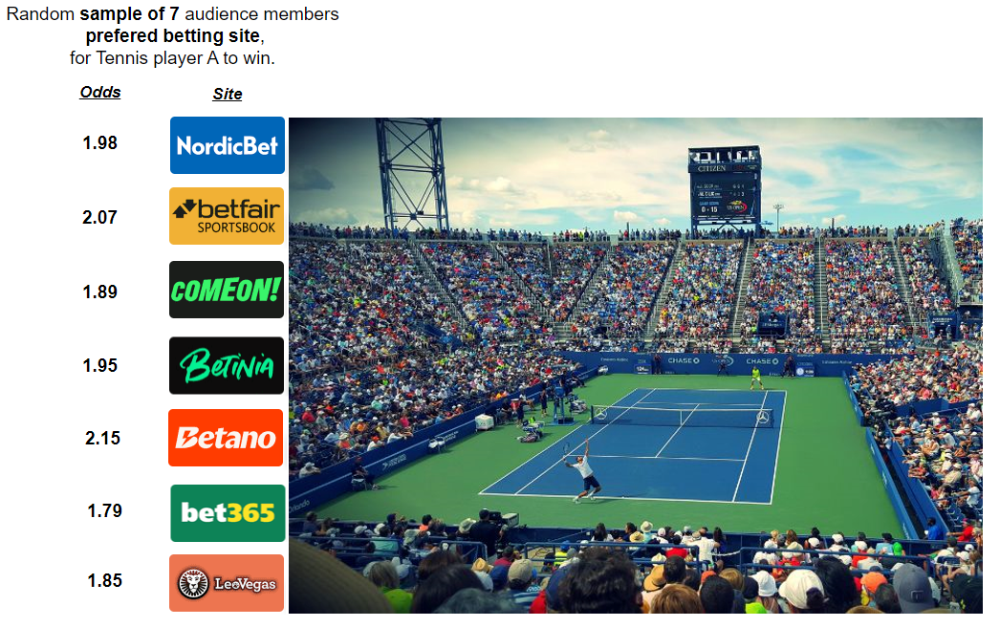 Random sample of 7 audience members
prefered betting site,
for Tennis player A to win.
Odds Site
1.98 NordicBet
2.07 betfair
SPORTSBOOK
1.89 COMEON!
1.95 BETiNiA
2.15 Betano
1.79 bet365
1.85 LeoVegas
CITIZEN
0-15
CHASE
CHASE